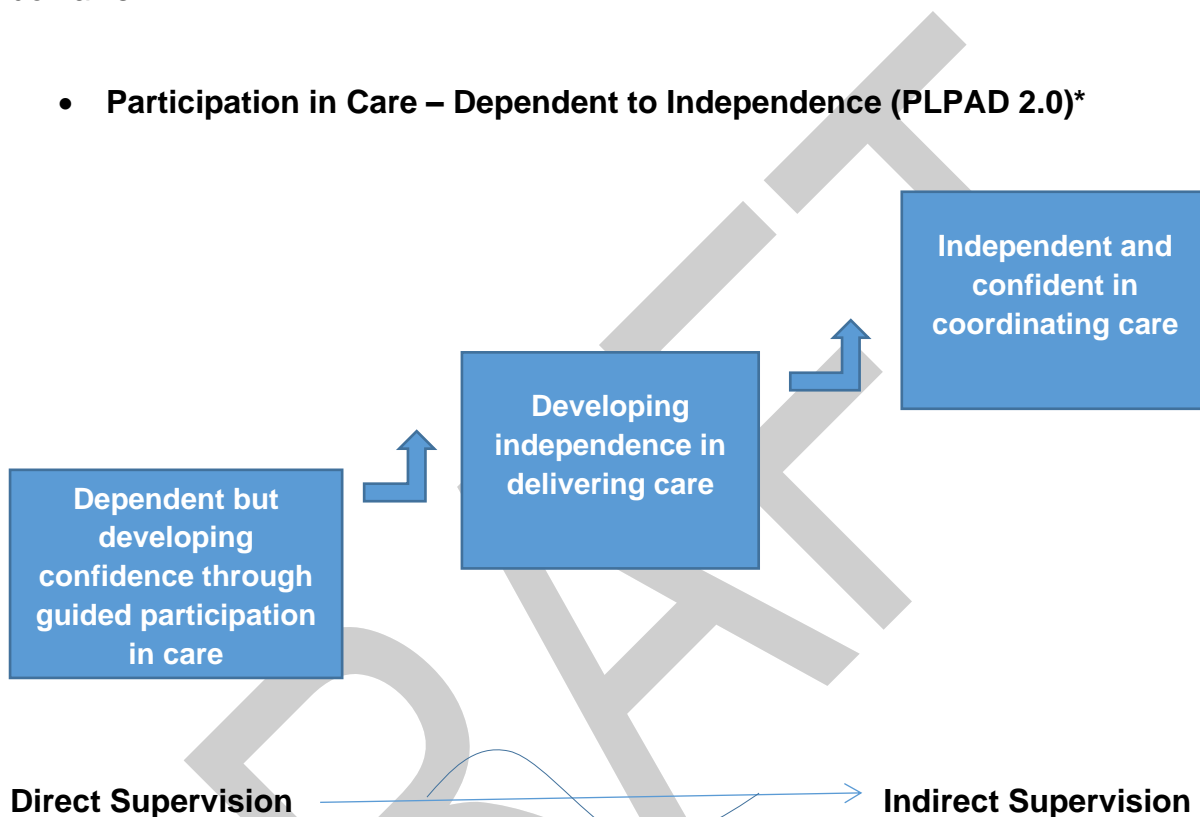 • Participation in Care – Dependent to Independence (PLPAD 2.0)*
Independent and
confident in
coordinating care
Developing
independence in
delivering care
Dependent but
developing
confidence through
guided participation
in care
Direct Supervision
Indirect Supervision
DRAFT